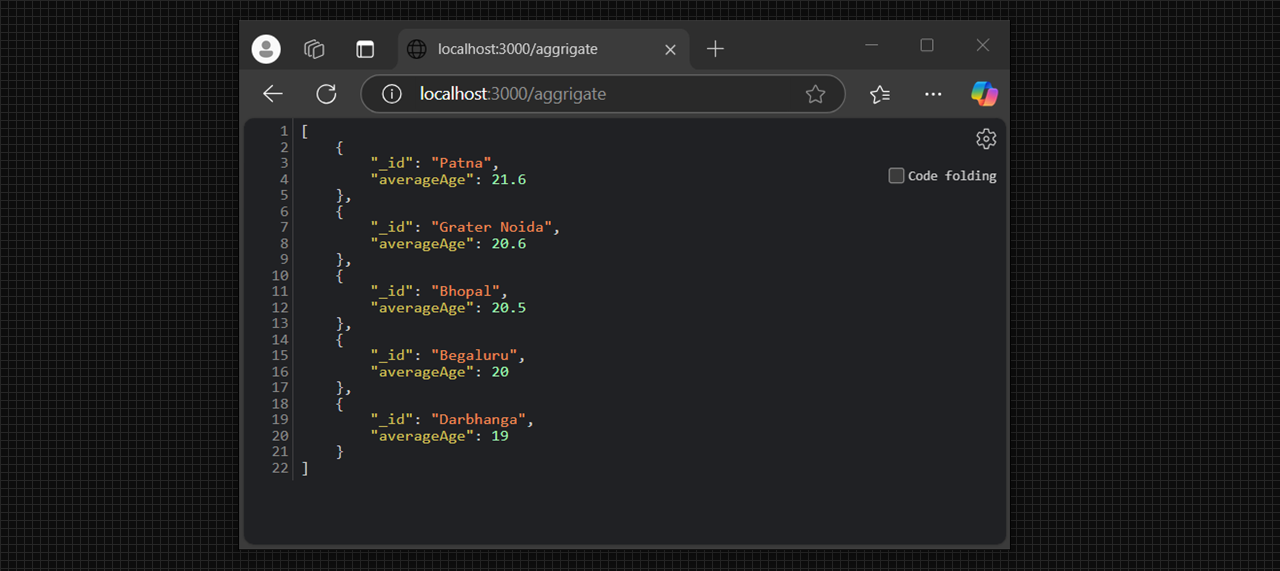 localhost:3000/aggrigate
localhost:3000/aggrigate
Code folding
1 [
2     {
3         "_id": "Patna",
4         "averageAge": 21.6
5     },
6     {
7         "_id": "Grater Noida",
8         "averageAge": 20.6
9     },
10     {
11         "_id": "Bhopal",
12         "averageAge": 20.5
13     },
14     {
15         "_id": "Begaluru",
16         "averageAge": 20
17     },
18     {
19         "_id": "Darbhanga",
20         "averageAge": 19
21     }
22 ]